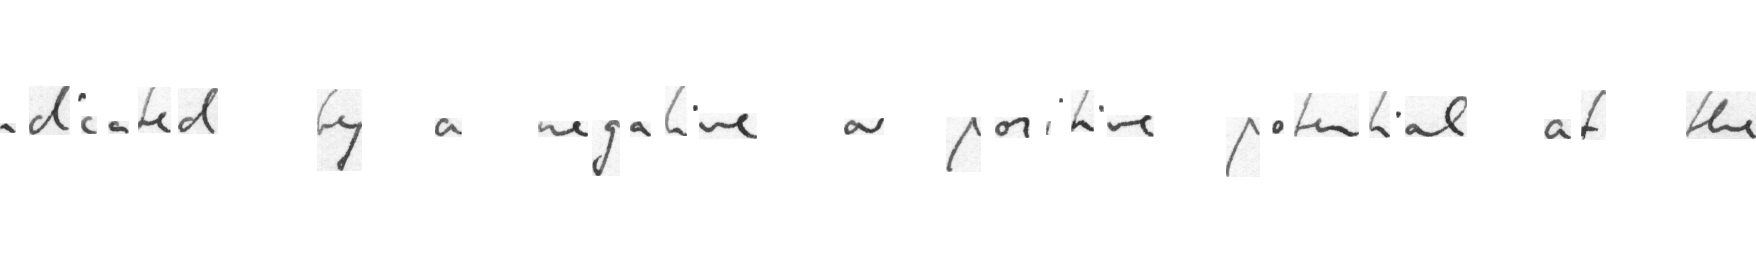 ndicated by a negative or positive potential at the